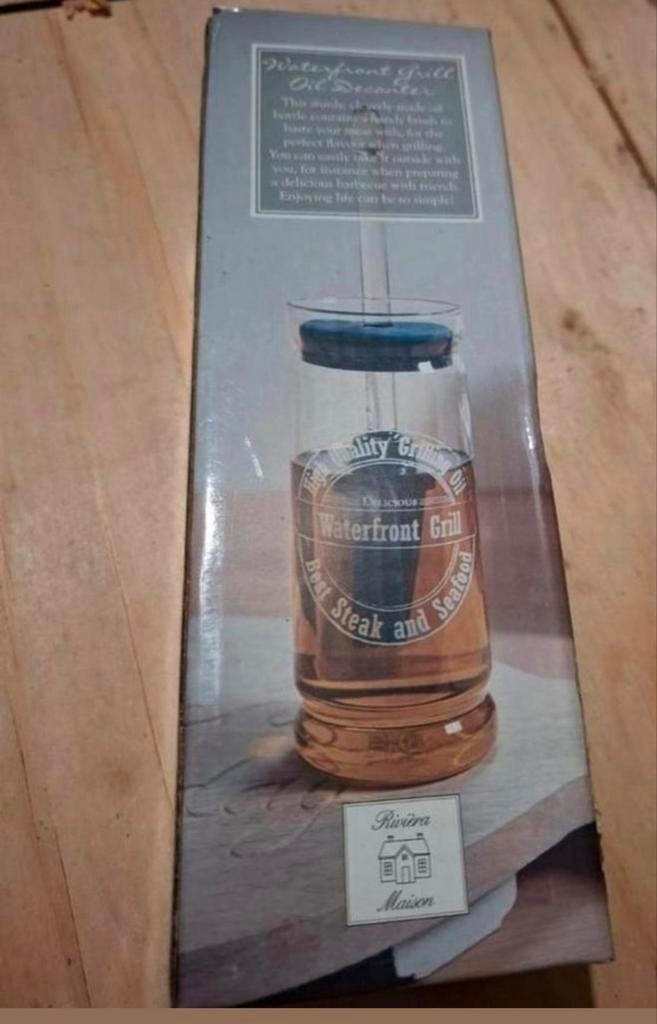 Waterfront Grill
Oil Decanter
This sturdy, cleverly-made oil
bottle contains a handy brush to
baste your meat with, for the
perfect flavour when grilling.
You can easily take it outside with
you, for instance when preparing
a delicious barbecue with friends.
Enjoying life can be so simple!
High Quality Grilling Oil
Delicious
Waterfront Grill
Best Steak and Seafood
Rivièra
Maison